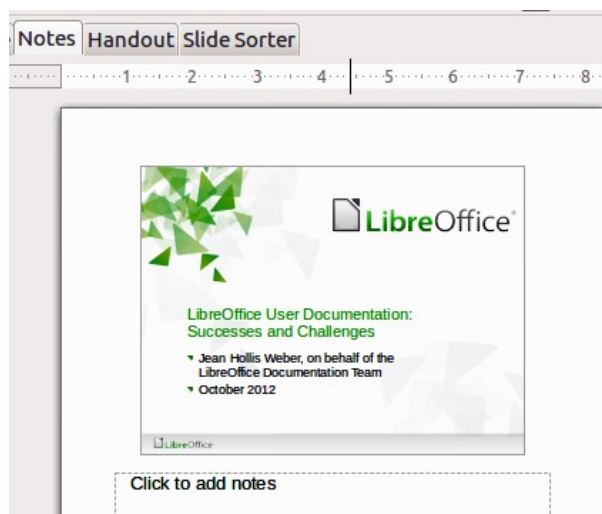 Notes Handout Slide Sorter
1 2 3 4 5 6 7 8
LibreOffice
LibreOffice User Documentation:
Successes and Challenges
Jean Hollis Weber, on behalf of the
LibreOffice Documentation Team
October 2012
LibreOffice
Click to add notes